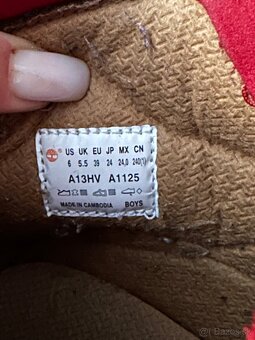 US UK EU JP MX CN
6 5.5 39 24 24,0 240(1)
A13HV A1125
MADE IN CAMBODIA BOYS